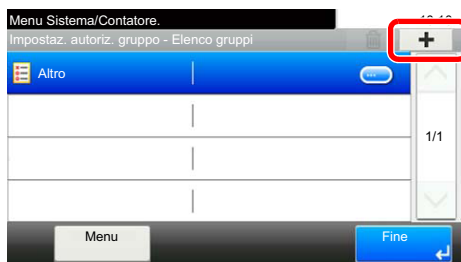 Menu Sistema/Contatore.
Impostaz. autoriz. gruppo - Elenco gruppi
+
Altro
1/1
Menu
Fine